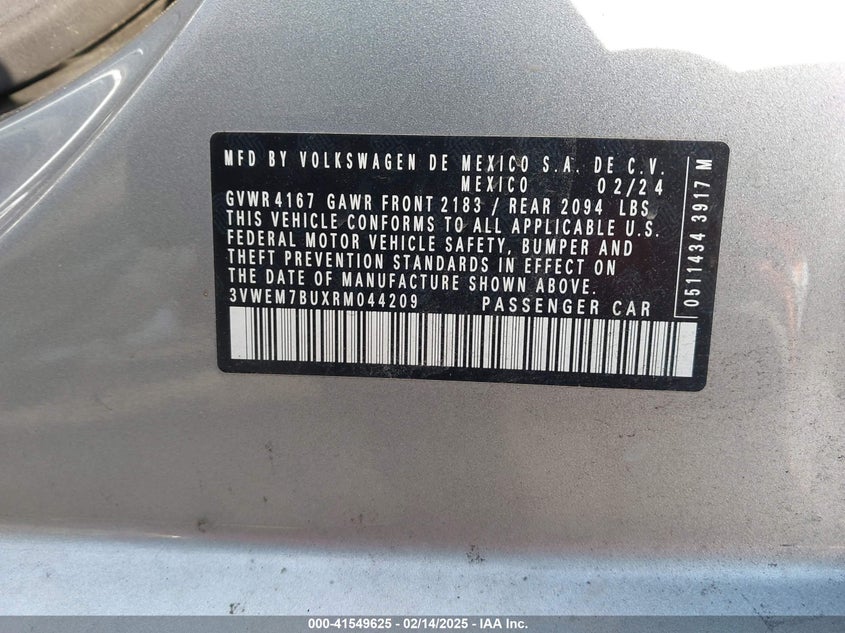 MFD BY VOLKSWAGEN DE MEXICO S.A. DE C.V.
MEXICO 02/24
GVWR 4167 GAWR FRONT 2183 / REAR 2094 LBS
THIS VEHICLE CONFORMS TO ALL APPLICABLE U.S.
FEDERAL MOTOR VEHICLE SAFETY, BUMPER AND
THEFT PREVENTION STANDARDS IN EFFECT ON
THE DATE OF MANUFACTURE SHOWN ABOVE.
3VWEM7BUXRM044209 PASSENGER CAR
0511434 3917 M
000-41549625 - 02/14/2025 - IAA Inc.